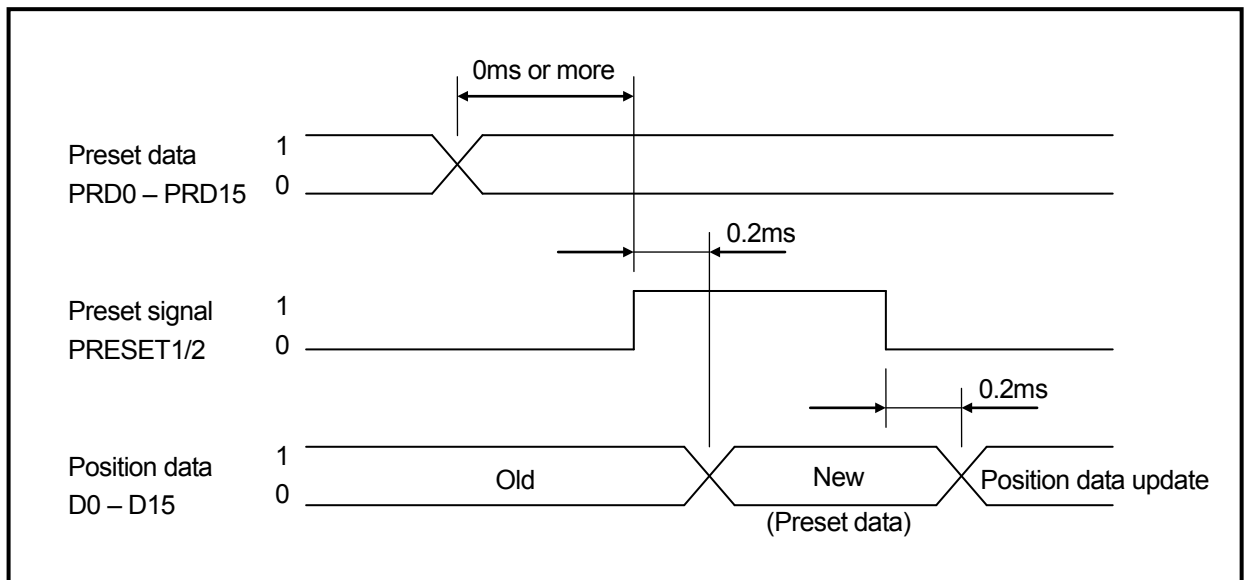 0ms or more
Preset data
PRD0 – PRD15
1
0
0.2ms
Preset signal
PRESET1/2
1
0
0.2ms
Position data
D0 – D15
1
0
Old
New
(Preset data)
Position data update